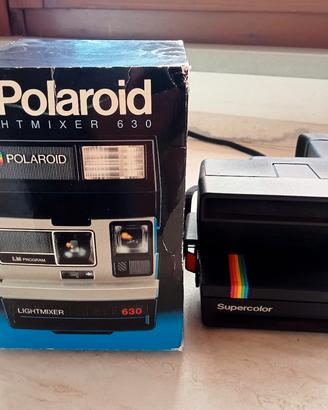 Polaroid
HTMIXER 630
POLAROID
LM PROGRAM
LIGHTMIXER 630
Supercolor